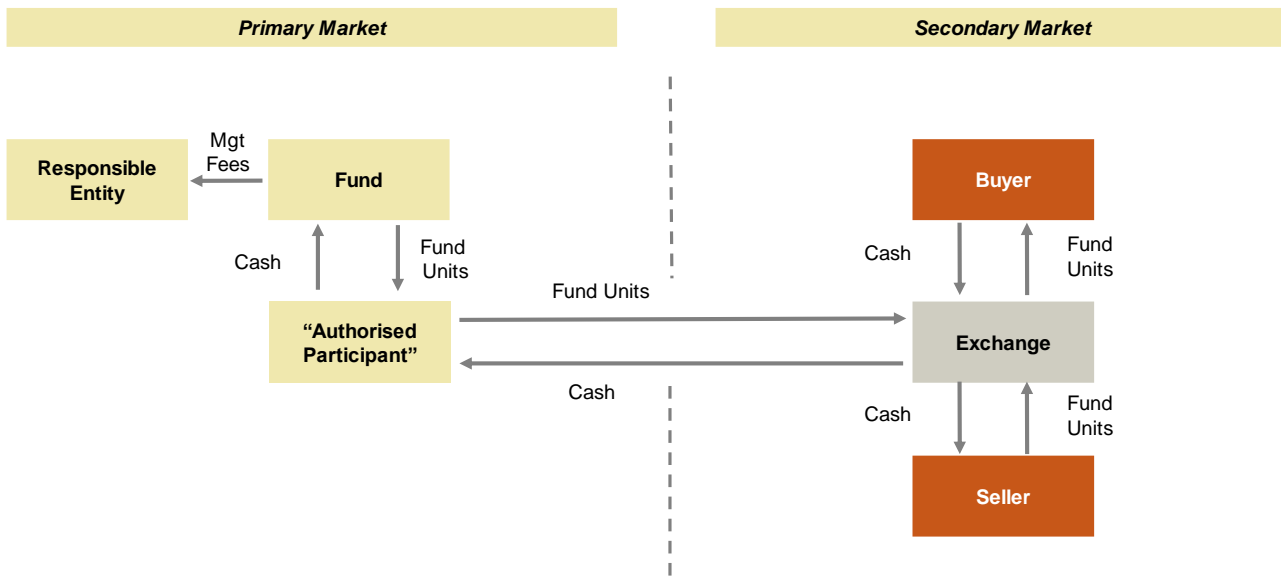 Primary Market
Secondary Market
Mgt
Fees
Responsible
Entity
Fund
Buyer
Cash
Fund
Units
Cash
Fund
Units
Fund Units
“Authorised
Participant”
Exchange
Cash
Cash
Fund
Units
Seller